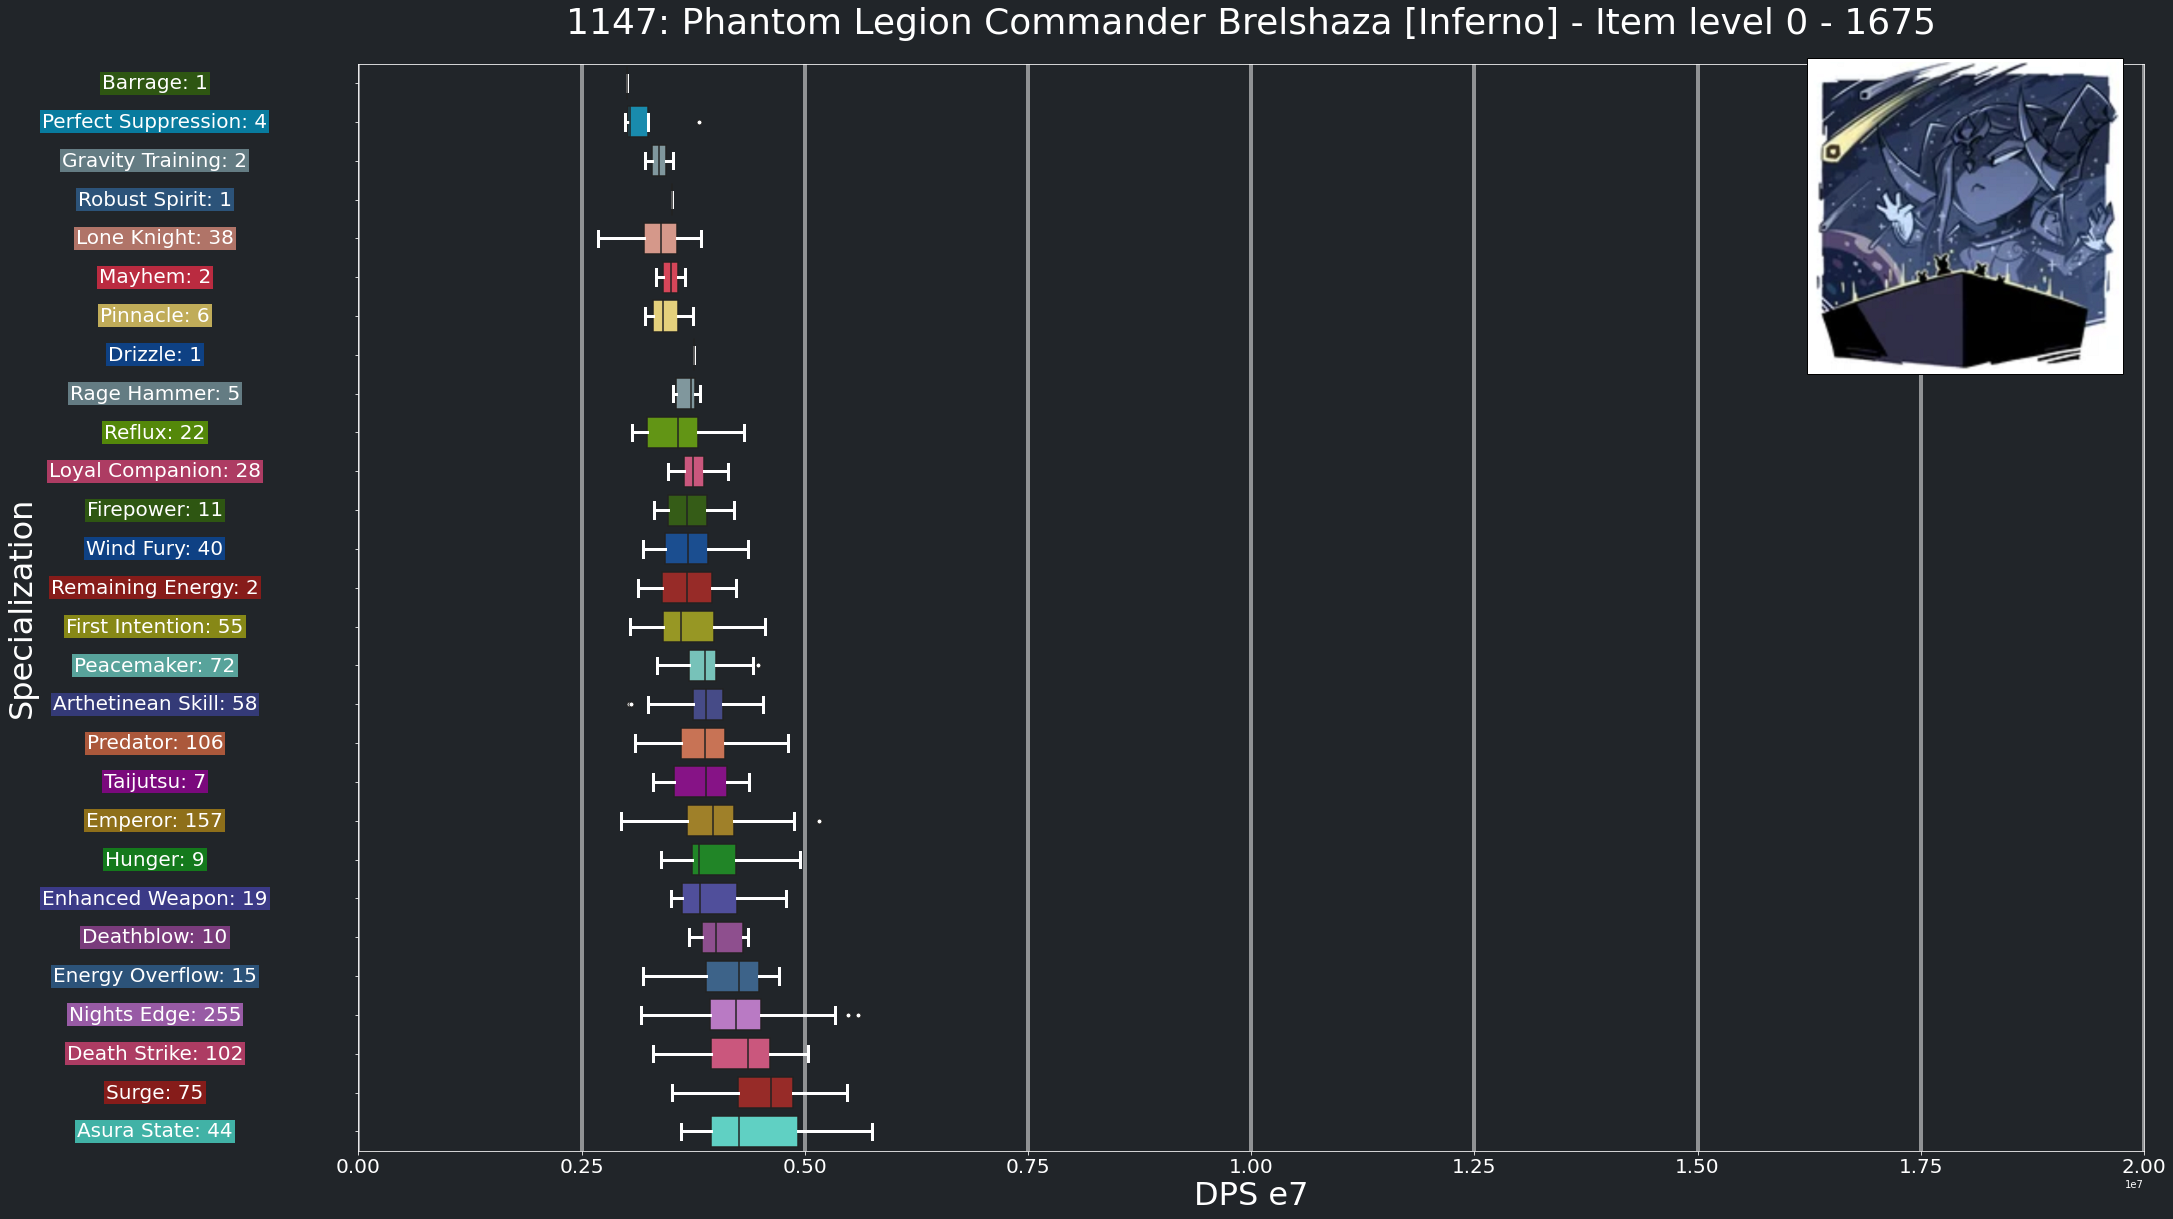 1147: Phantom Legion Commander Brelshaza [Inferno] - Item level 0 - 1675
Specialization
Barrage: 1
Perfect Suppression: 4
Gravity Training: 2
Robust Spirit: 1
Lone Knight: 38
Mayhem: 2
Pinnacle: 6
Drizzle: 1
Rage Hammer: 5
Reflux: 22
Loyal Companion: 28
Firepower: 11
Wind Fury: 40
Remaining Energy: 2
First Intention: 55
Peacemaker: 72
Arthetinean Skill: 58
Predator: 106
Taijutsu: 7
Emperor: 157
Hunger: 9
Enhanced Weapon: 19
Deathblow: 10
Energy Overflow: 15
Nights Edge: 255
Death Strike: 102
Surge: 75
Asura State: 44
0.00 0.25 0.50 0.75 1.00 1.25 1.50 1.75 2.00
1e7
DPS e7